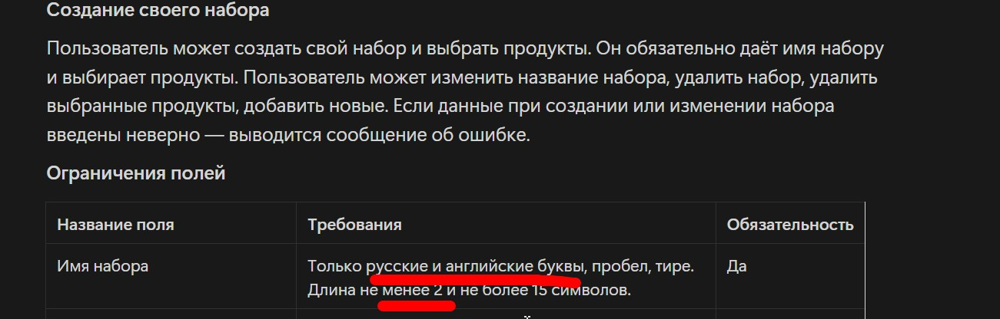 Создание своего набора
Пользователь может создать свой набор и выбрать продукты. Он обязательно даёт имя набору
и выбирает продукты. Пользователь может изменить название набора, удалить набор, удалить
выбранные продукты, добавить новые. Если данные при создании или изменении набора
введены неверно — выводится сообщение об ошибке.
Ограничения полей
Название поля Требования Обязательность
Имя набора Только русские и английские буквы, пробел, тире. Да
Длина не менее 2 и не более 15 символов.